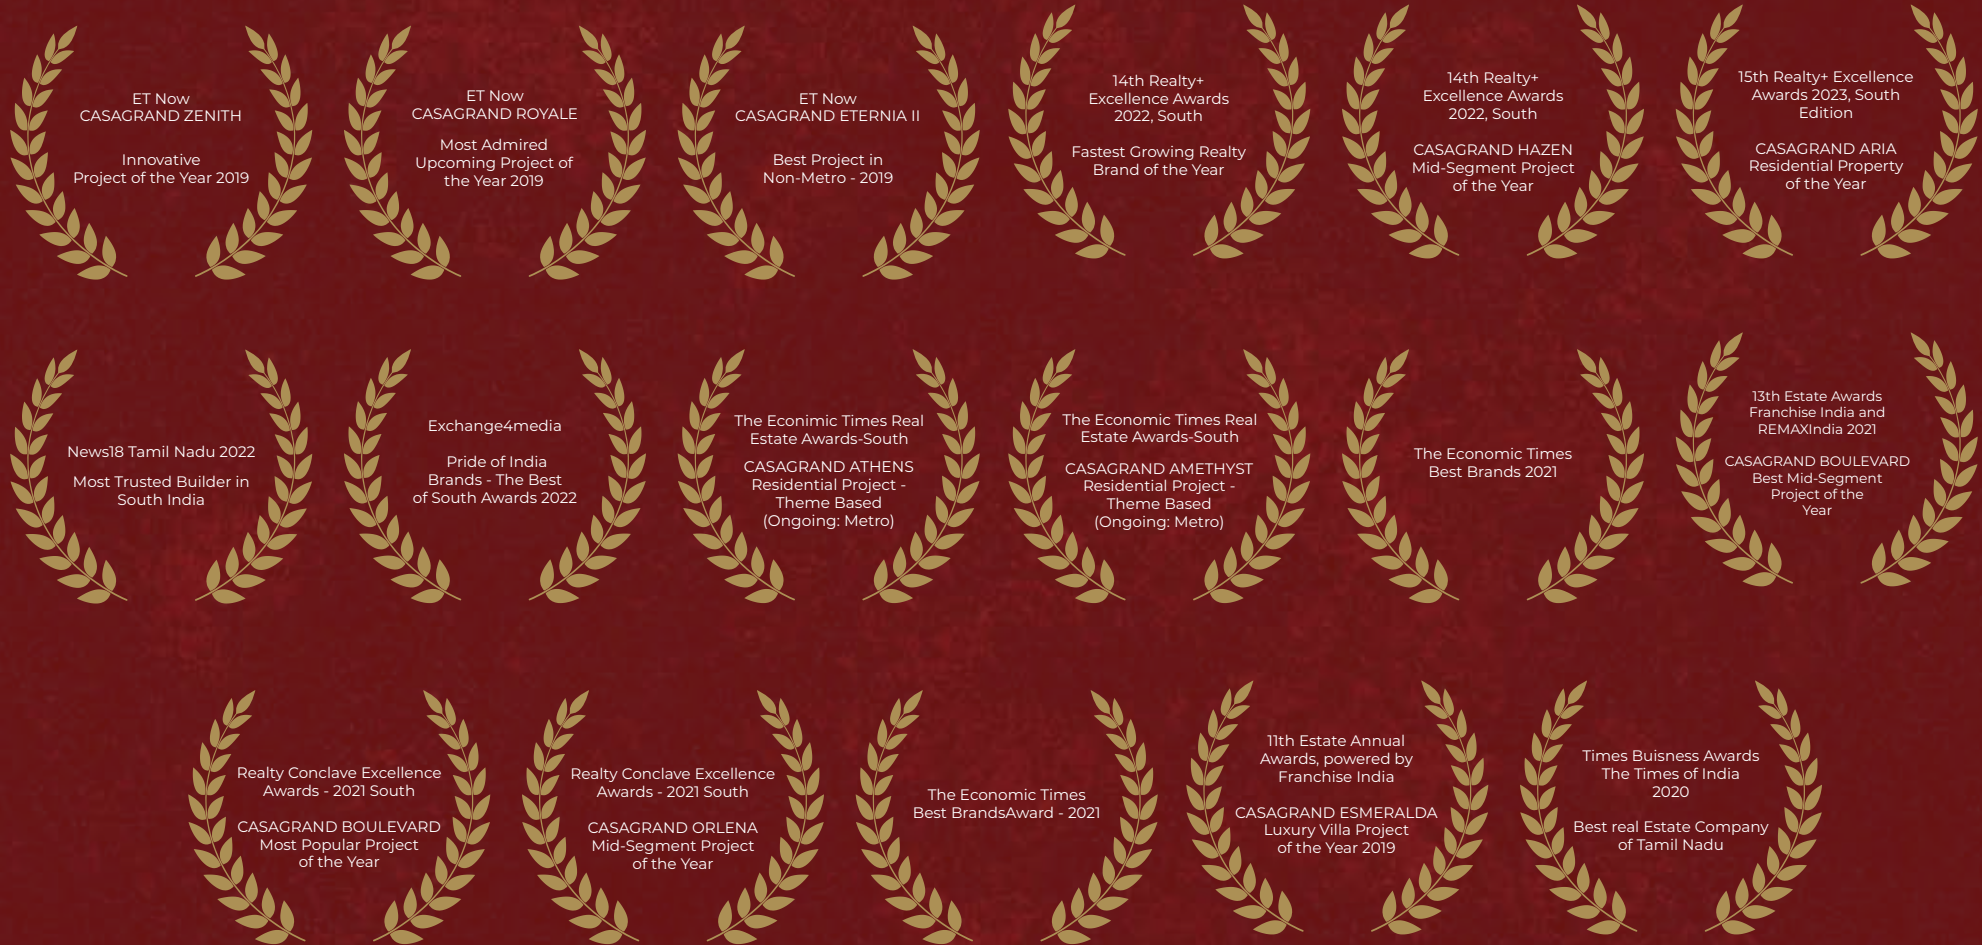 ET Now
CASAGRAND ZENITH
Innovative
Project of the Year 2019
ET Now
CASAGRAND ROYALE
Most Admired
Upcoming Project of
the Year 2019
ET Now
CASAGRAND ETERNIA II
Best Project in
Non-Metro - 2019
14th Realty+
Excellence Awards
2022, South
Fastest Growing Realty
Brand of the Year
14th Realty+
Excellence Awards
2022, South
CASAGRAND HAZEN
Mid-Segment Project
of the Year
15th Realty+ Excellence
Awards 2023, South
Edition
CASAGRAND ARIA
Residential Property
of the Year
News18 Tamil Nadu 2022
Most Trusted Builder in
South India
Exchange4media
Pride of India
Brands - The Best
of South Awards 2022
The Econimic Times Real
Estate Awards-South
CASAGRAND ATHENS
Residential Project -
Theme Based
(Ongoing: Metro)
The Economic Times Real
Estate Awards-South
CASAGRAND AMETHYST
Residential Project -
Theme Based
(Ongoing: Metro)
The Economic Times
Best Brands 2021
13th Estate Awards
Franchise India and
REMAXIndia 2021
CASAGRAND BOULEVARD
Best Mid-Segment
Project of the
Year
Realty Conclave Excellence
Awards - 2021 South
CASAGRAND BOULEVARD
Most Popular Project
of the Year
Realty Conclave Excellence
Awards - 2021 South
CASAGRAND ORLENA
Mid-Segment Project
of the Year
The Economic Times
Best BrandsAward - 2021
11th Estate Annual
Awards, powered by
Franchise India
CASAGRAND ESMERALDA
Luxury Villa Project
of the Year 2019
Times Buisness Awards
The Times of India
2020
Best real Estate Company
of Tamil Nadu